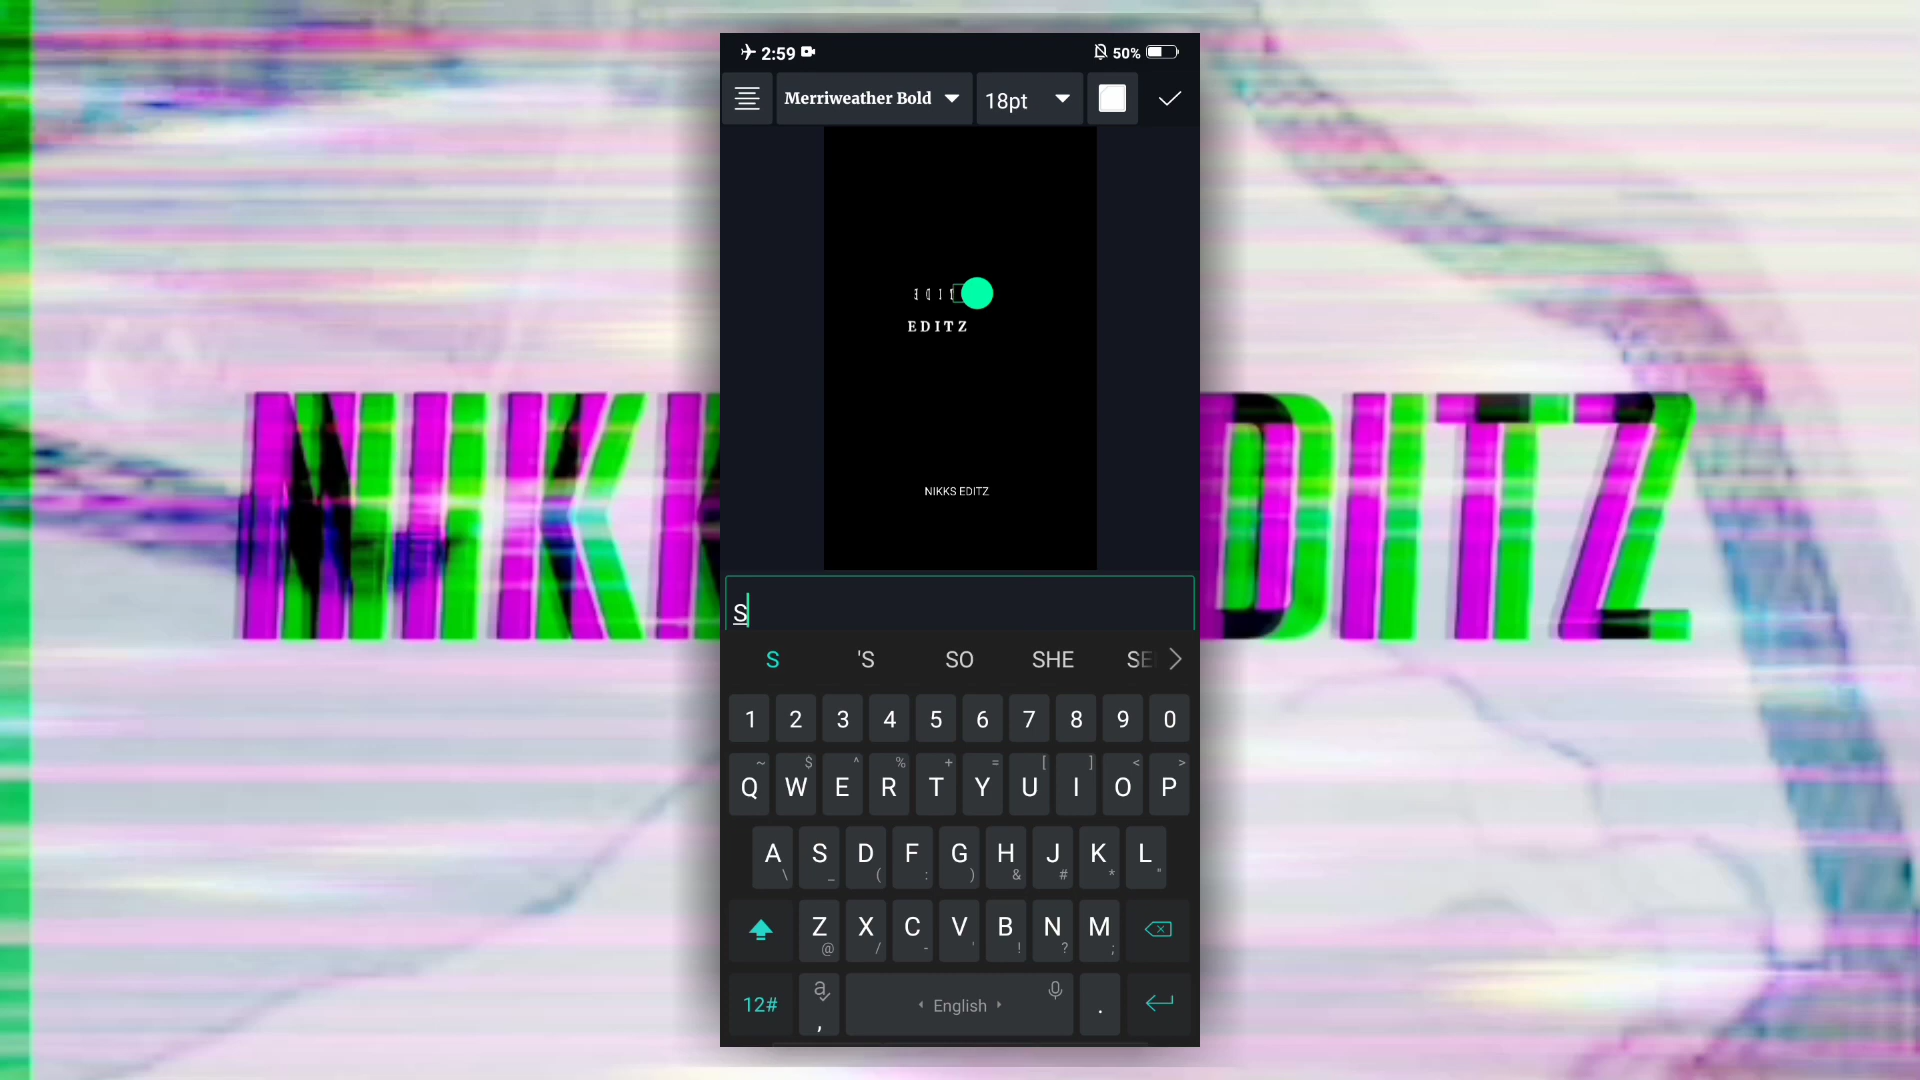 2:59 50%
Merriweather Bold 18pt
EDIT
EDITZ
NIKKS EDITZ
NIKK DITZ
S
S 'S SO SHE SE
1 2 3 4 5 6 7 8 9 0
~ $ ^ % + = [ ] < >
Q W E R T Y U I O P
A S D F G H J K L
\ _ ( : ) & # * "
Z X C V B N M
@ / - ' ! ? ;
12# a , English .